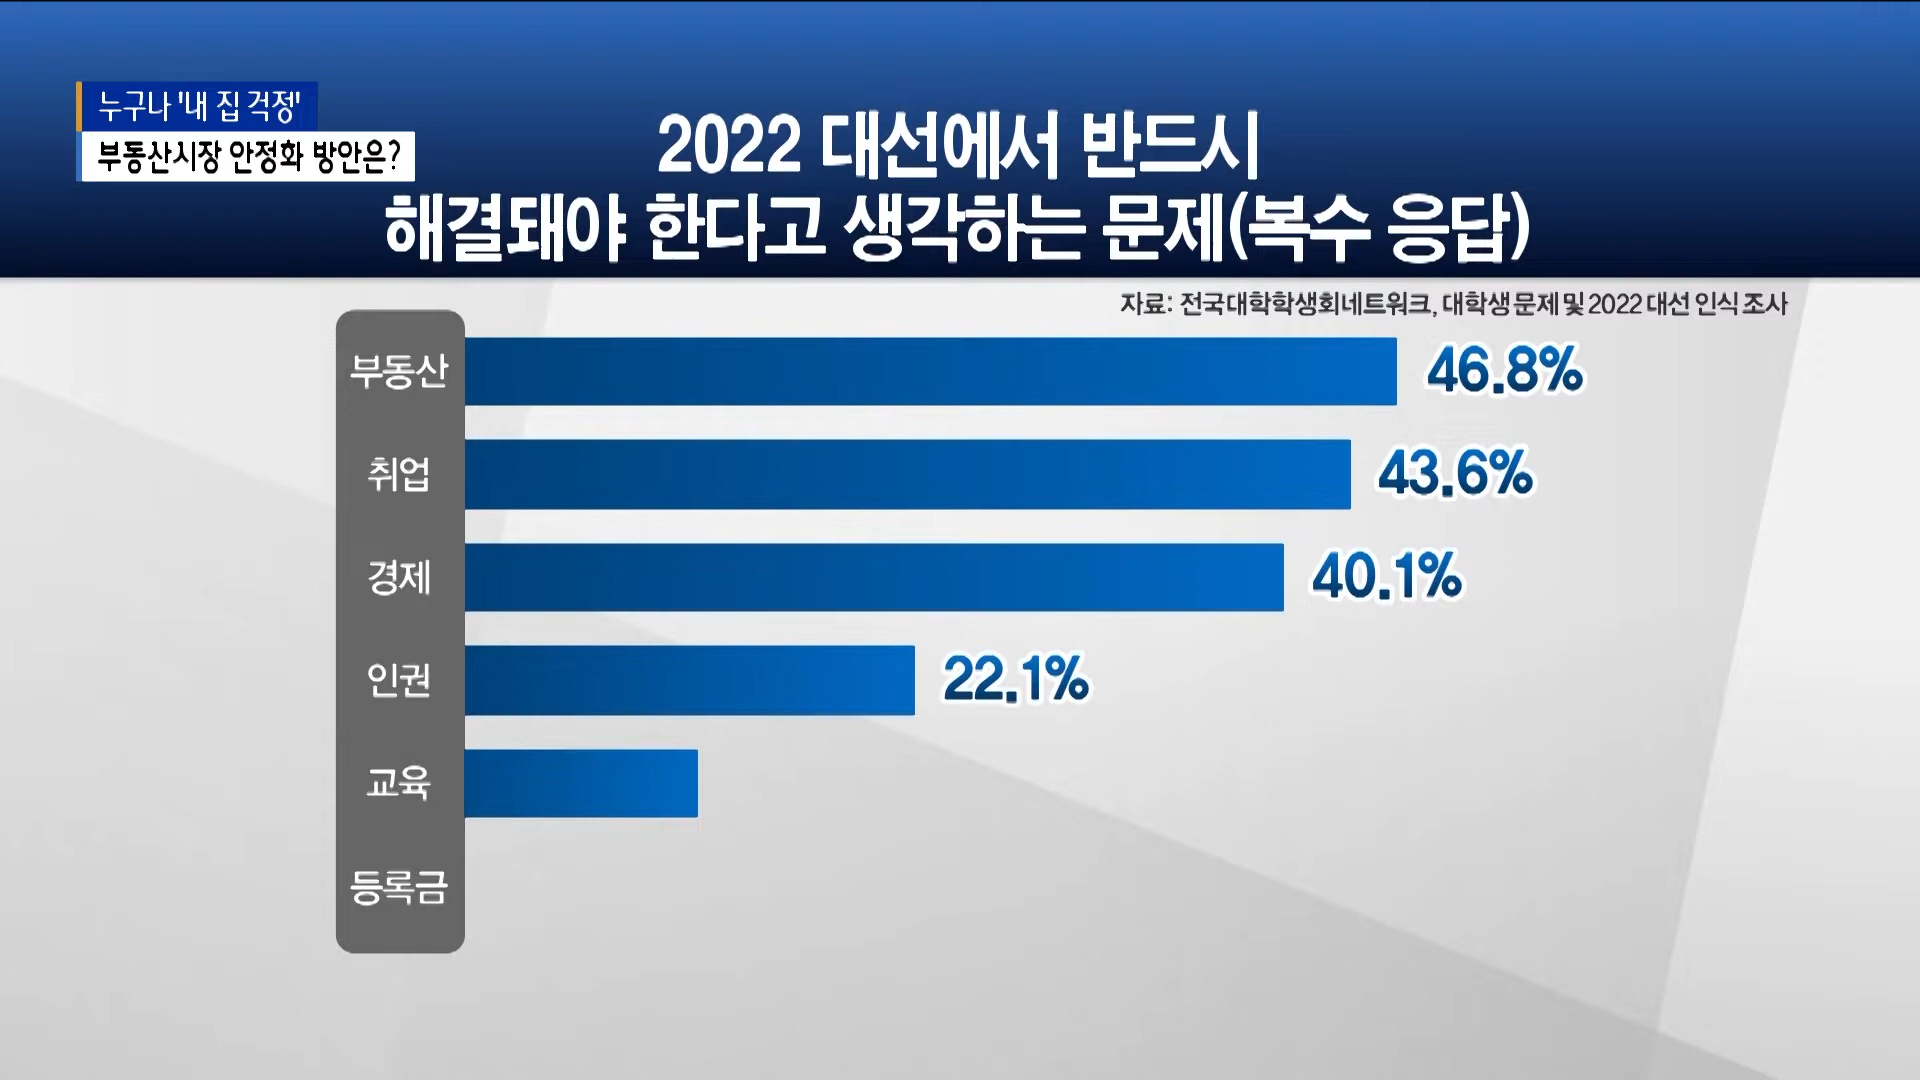 누구나 '내 집 걱정'
부동산시장 안정화 방안은?
2022 대선에서 반드시
해결돼야 한다고 생각하는 문제(복수 응답)
자료: 전국대학학생회네트워크, 대학생 문제 및 2022 대선 인식 조사
부동산 46.8%
취업 43.6%
경제 40.1%
인권 22.1%
교육
등록금